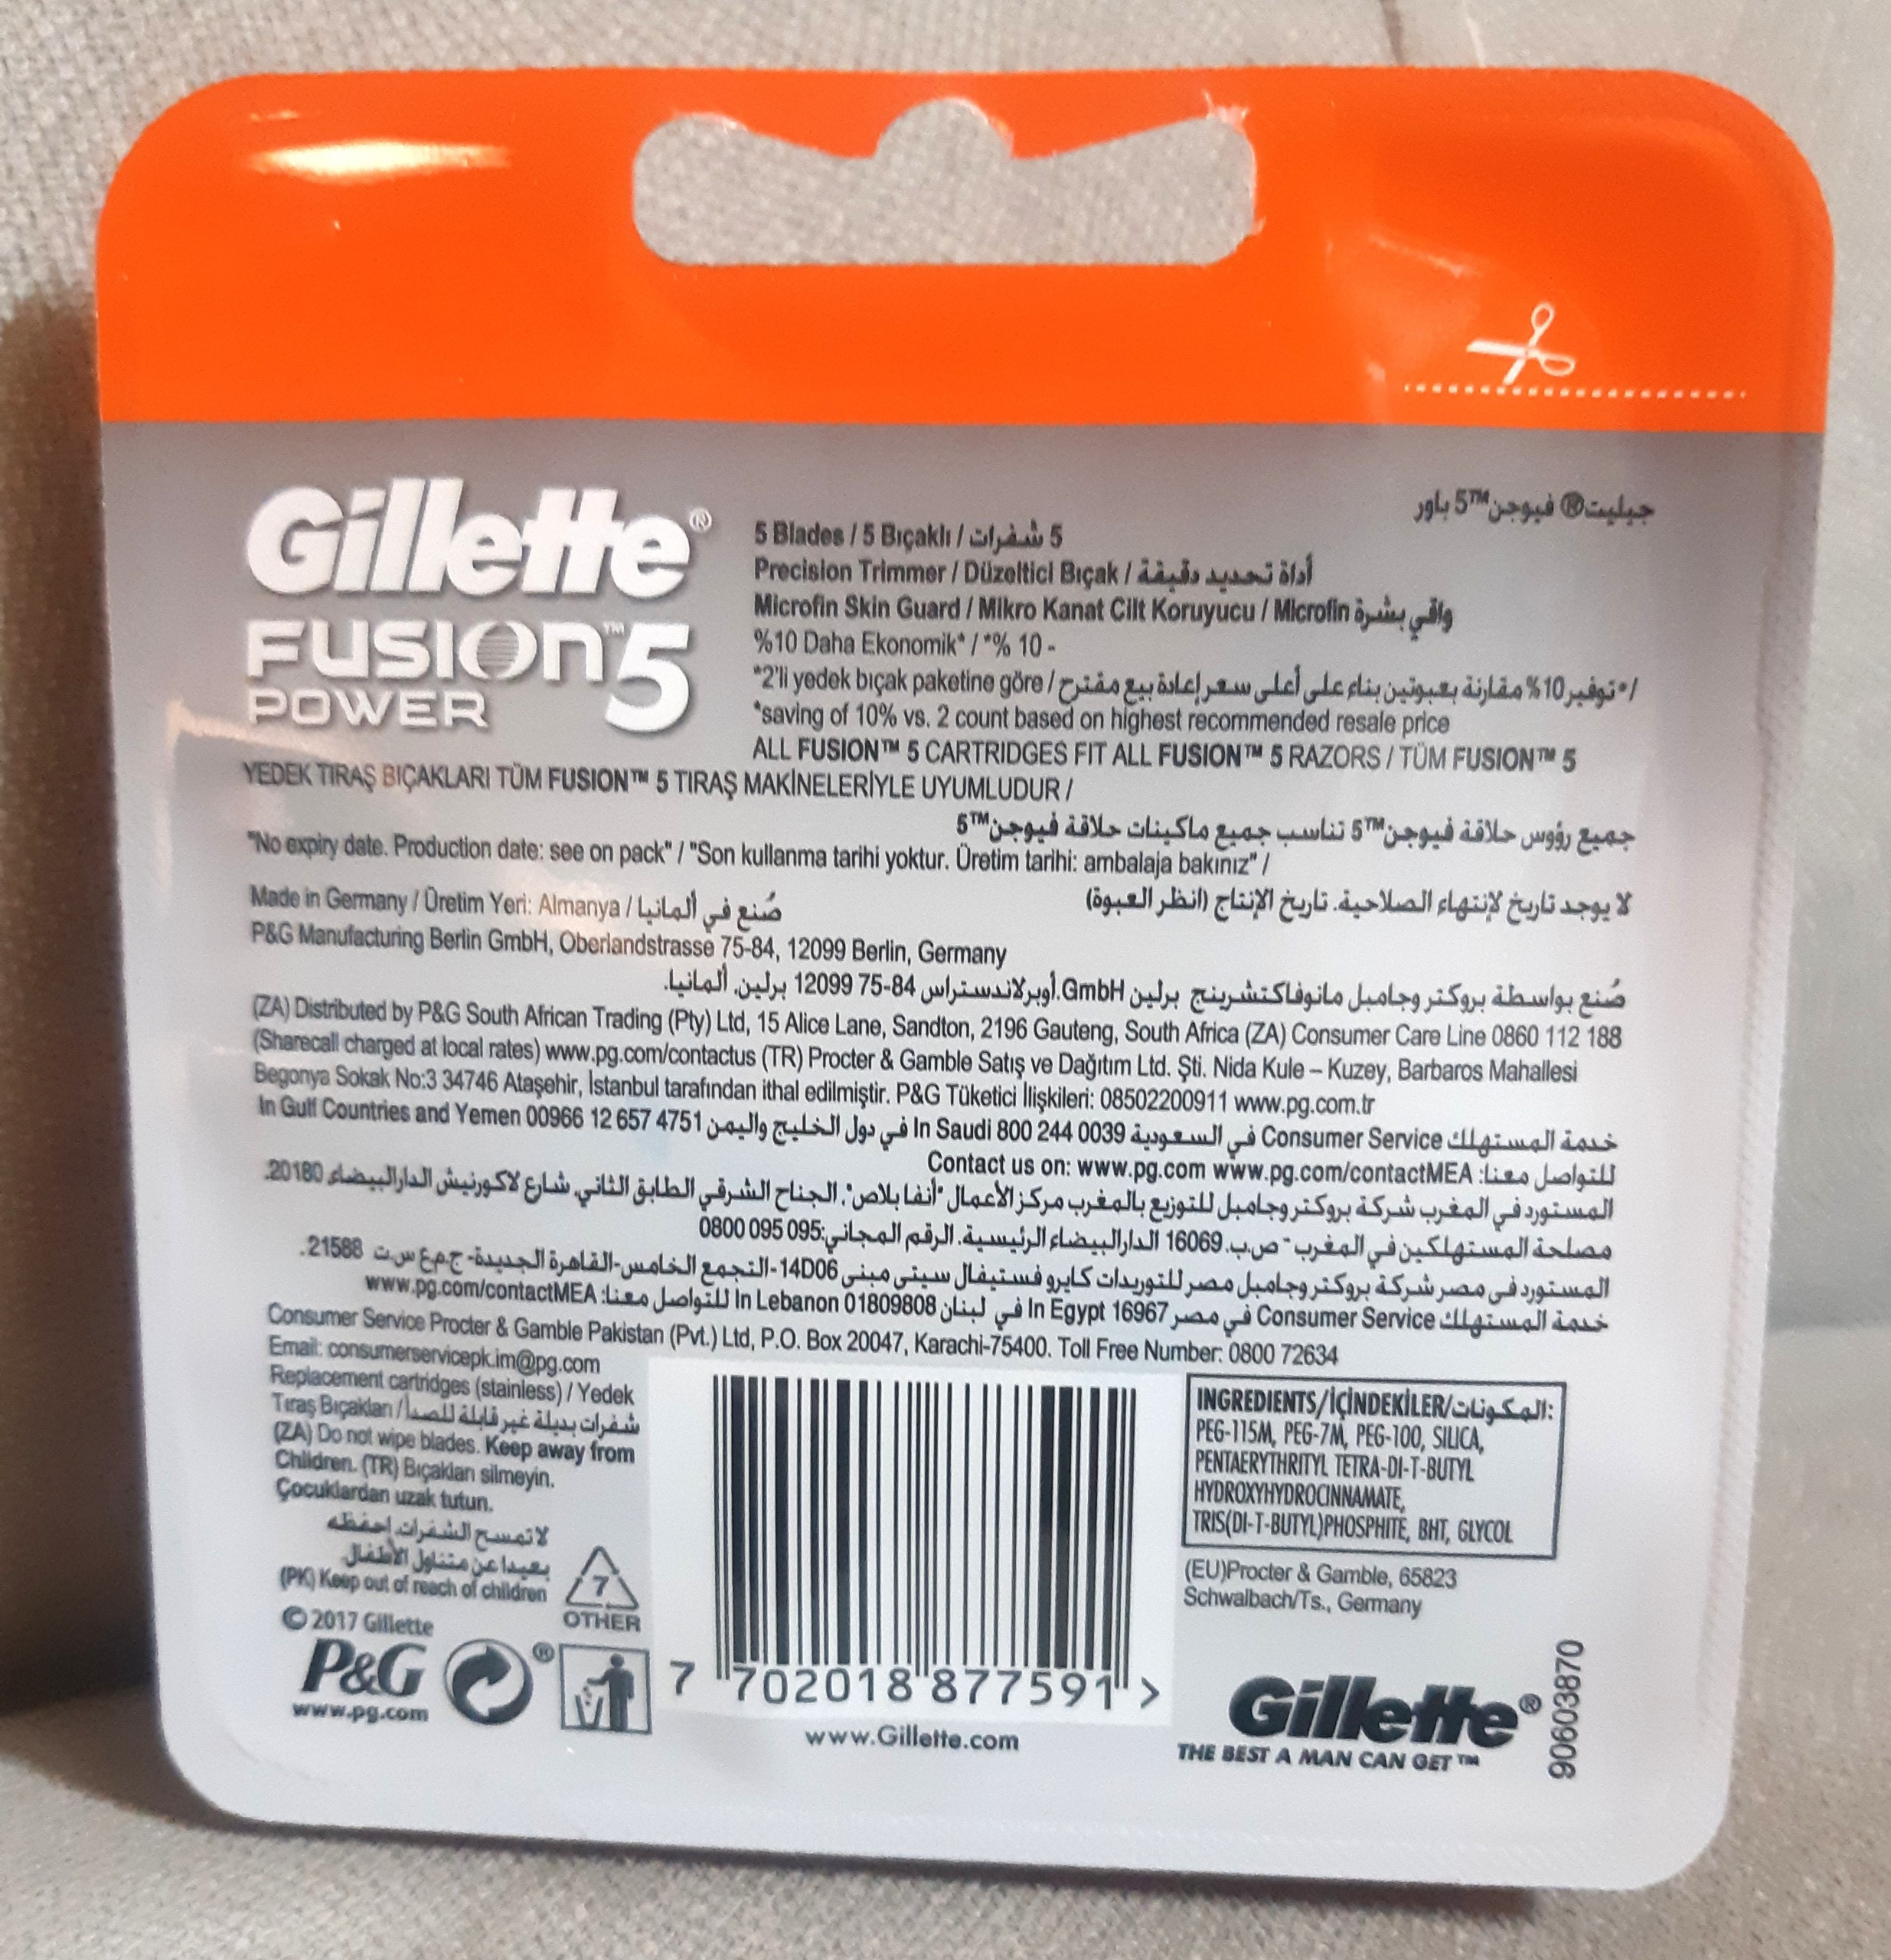 Gillette®
FUSION™5
POWER
جيليت® فيوجن™5 باور
5 Blades / 5 Bıçaklı / 5 شفرات
Precision Trimmer / Düzeltici Bıçak / أداة تحديد دقيقة
Microfin Skin Guard / Mikro Kanat Cilt Koruyucu / Microfin واقي بشرة
%10 Daha Ekonomik* / *% 10 -
*2'li yedek bıçak paketine göre / توفير 10% مقارنة بعبوتين بناء على أعلى سعر إعادة بيع مقترح* /
*saving of 10% vs. 2 count based on highest recommended resale price
ALL FUSION™ 5 CARTRIDGES FIT ALL FUSION™ 5 RAZORS / TÜM FUSION™ 5
YEDEK TIRAŞ BIÇAKLARI TÜM FUSION™ 5 TIRAŞ MAKİNELERİYLE UYUMLUDUR /
جميع رؤوس حلاقة فيوجن™5 تناسب جميع ماكينات حلاقة فيوجن™5
"No expiry date. Production date: see on pack" / "Son kullanma tarihi yoktur. Üretim tarihi: ambalaja bakınız" /
لا يوجد تاريخ لإنتهاء الصلاحية. تاريخ الإنتاج (انظر العبوة)
Made in Germany / Üretim Yeri: Almanya / صُنع في ألمانيا
P&G Manufacturing Berlin GmbH, Oberlandstrasse 75-84, 12099 Berlin, Germany
صُنع بواسطة بروكتر وجامبل مانوفاكتشرينج برلين GmbH.أوبرلاندستراس 84-75 12099 برلين. ألمانيا.
(ZA) Distributed by P&G South African Trading (Pty) Ltd, 15 Alice Lane, Sandton, 2196 Gauteng, South Africa (ZA) Consumer Care Line 0860 112 188
(Sharecall charged at local rates) www.pg.com/contactus (TR) Procter & Gamble Satış ve Dağıtım Ltd. Şti. Nida Kule – Kuzey, Barbaros Mahallesi
Begonya Sokak No:3 34746 Ataşehir, İstanbul tarafından ithal edilmiştir. P&G Tüketici İlişkileri: 08502200911 www.pg.com.tr
خدمة المستهلك Consumer Service في السعودية In Saudi 800 244 0039 في دول الخليج واليمن In Gulf Countries and Yemen 00966 12 657 4751
للتواصل معنا: Contact us on: www.pg.com www.pg.com/contactMEA
المستورد في المغرب شركة بروكتر وجامبل للتوزيع بالمغرب مركز الأعمال "أنفا بلاص". الجناح الشرقي الطابق الثاني. شارع لاكورنيش الدار البيضاء 20180.
مصلحة المستهلكين في المغرب - ص.ب. 16069 الدار البيضاء الرئيسية. الرقم المجاني: 0800 095 095
المستورد في مصر شركة بروكتر وجامبل مصر للتوريدات كايرو فستيفال سيتي مبنى 14D06-التجمع الخامس-القاهرة الجديدة- ج.م.ع س ت 21588.
خدمة المستهلك Consumer Service في مصر In Egypt 16967 في لبنان In Lebanon 01809808 للتواصل معنا: www.pg.com/contactMEA
Consumer Service Procter & Gamble Pakistan (Pvt.) Ltd, P.O. Box 20047, Karachi-75400. Toll Free Number: 0800 72634
Email: consumerservicepk.im@pg.com
Replacement cartridges (stainless) / Yedek
Tıraş Bıçakları / شفرات بديلة غير قابلة للصدأ
(ZA) Do not wipe blades. Keep away from
Children. (TR) Bıçakları silmeyin.
Çocuklardan uzak tutun.
لا تمسح الشفرات. احفظه
بعيدا عن متناول الأطفال
(PK) Keep out of reach of children
7
OTHER
© 2017 Gillette
P&G
www.pg.com
®
7 702018 877591 >
www.Gillette.com
INGREDIENTS/İÇİNDEKİLER/المكونات:
PEG-115M, PEG-7M, PEG-100, SILICA,
PENTAERYTHRITYL TETRA-DI-T-BUTYL
HYDROXYHYDROCINNAMATE,
TRIS(DI-T-BUTYL)PHOSPHITE, BHT, GLYCOL
(EU)Procter & Gamble, 65823
Schwalbach/Ts., Germany
Gillette®
THE BEST A MAN CAN GET™
90603870